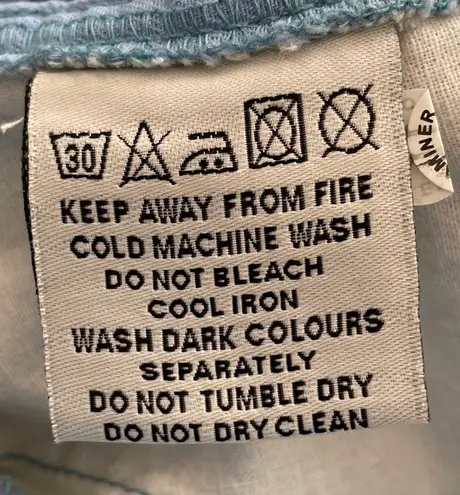 30
KEEP AWAY FROM FIRE
COLD MACHINE WASH
DO NOT BLEACH
COOL IRON
WASH DARK COLOURS
SEPARATELY
DO NOT TUMBLE DRY
DO NOT DRY CLEAN
MINER